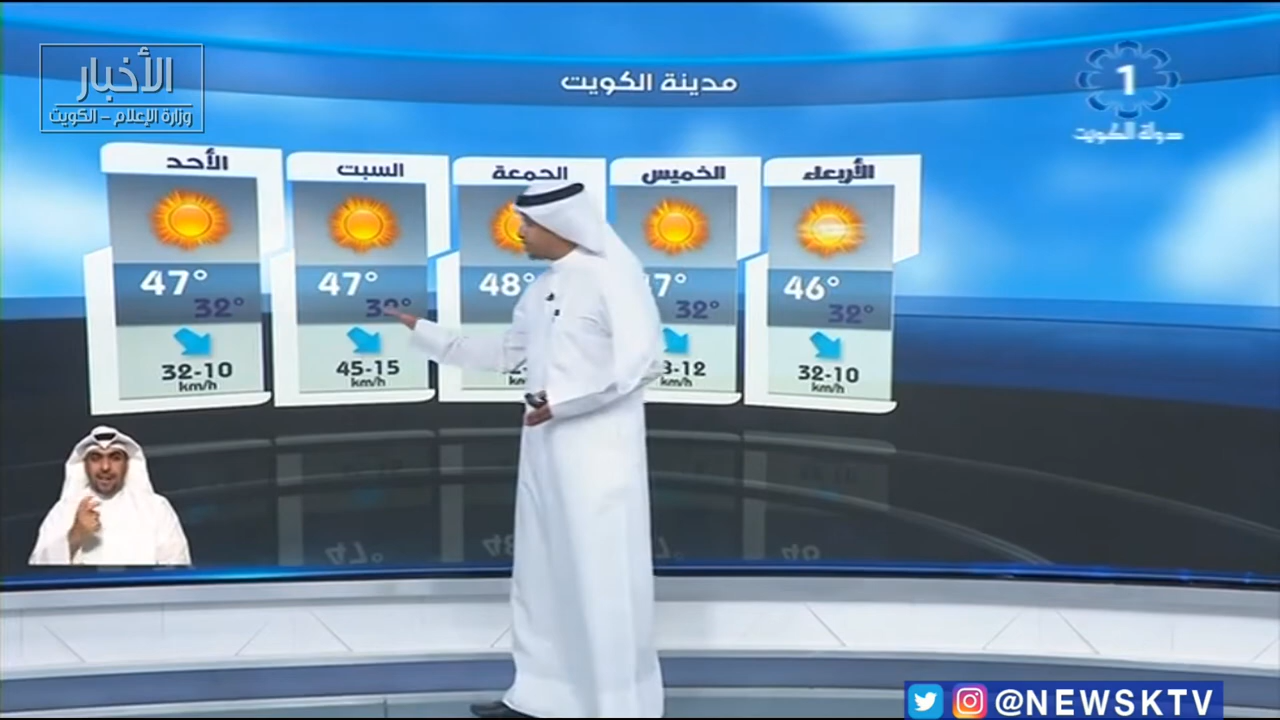 الأخبار
وزارة الإعلام – الكويت
مدينة الكويت
1
دولة الكويت
الأربعاء
46°
32°
32-10
km/h
الخميس
32°
km/h
الجمعة
48°
السبت
47°
32°
45-15
km/h
الأحد
47°
32°
32-10
km/h
@NEWSKTV